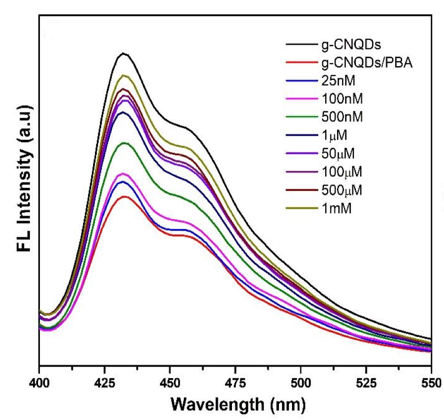 FL Intensity (a.u)
g-CNQDs
g-CNQDs/PBA
25nM
100nM
500nM
1µM
50µM
100µM
500µM
1mM
400 425 450 475 500 525 550
Wavelength (nm)